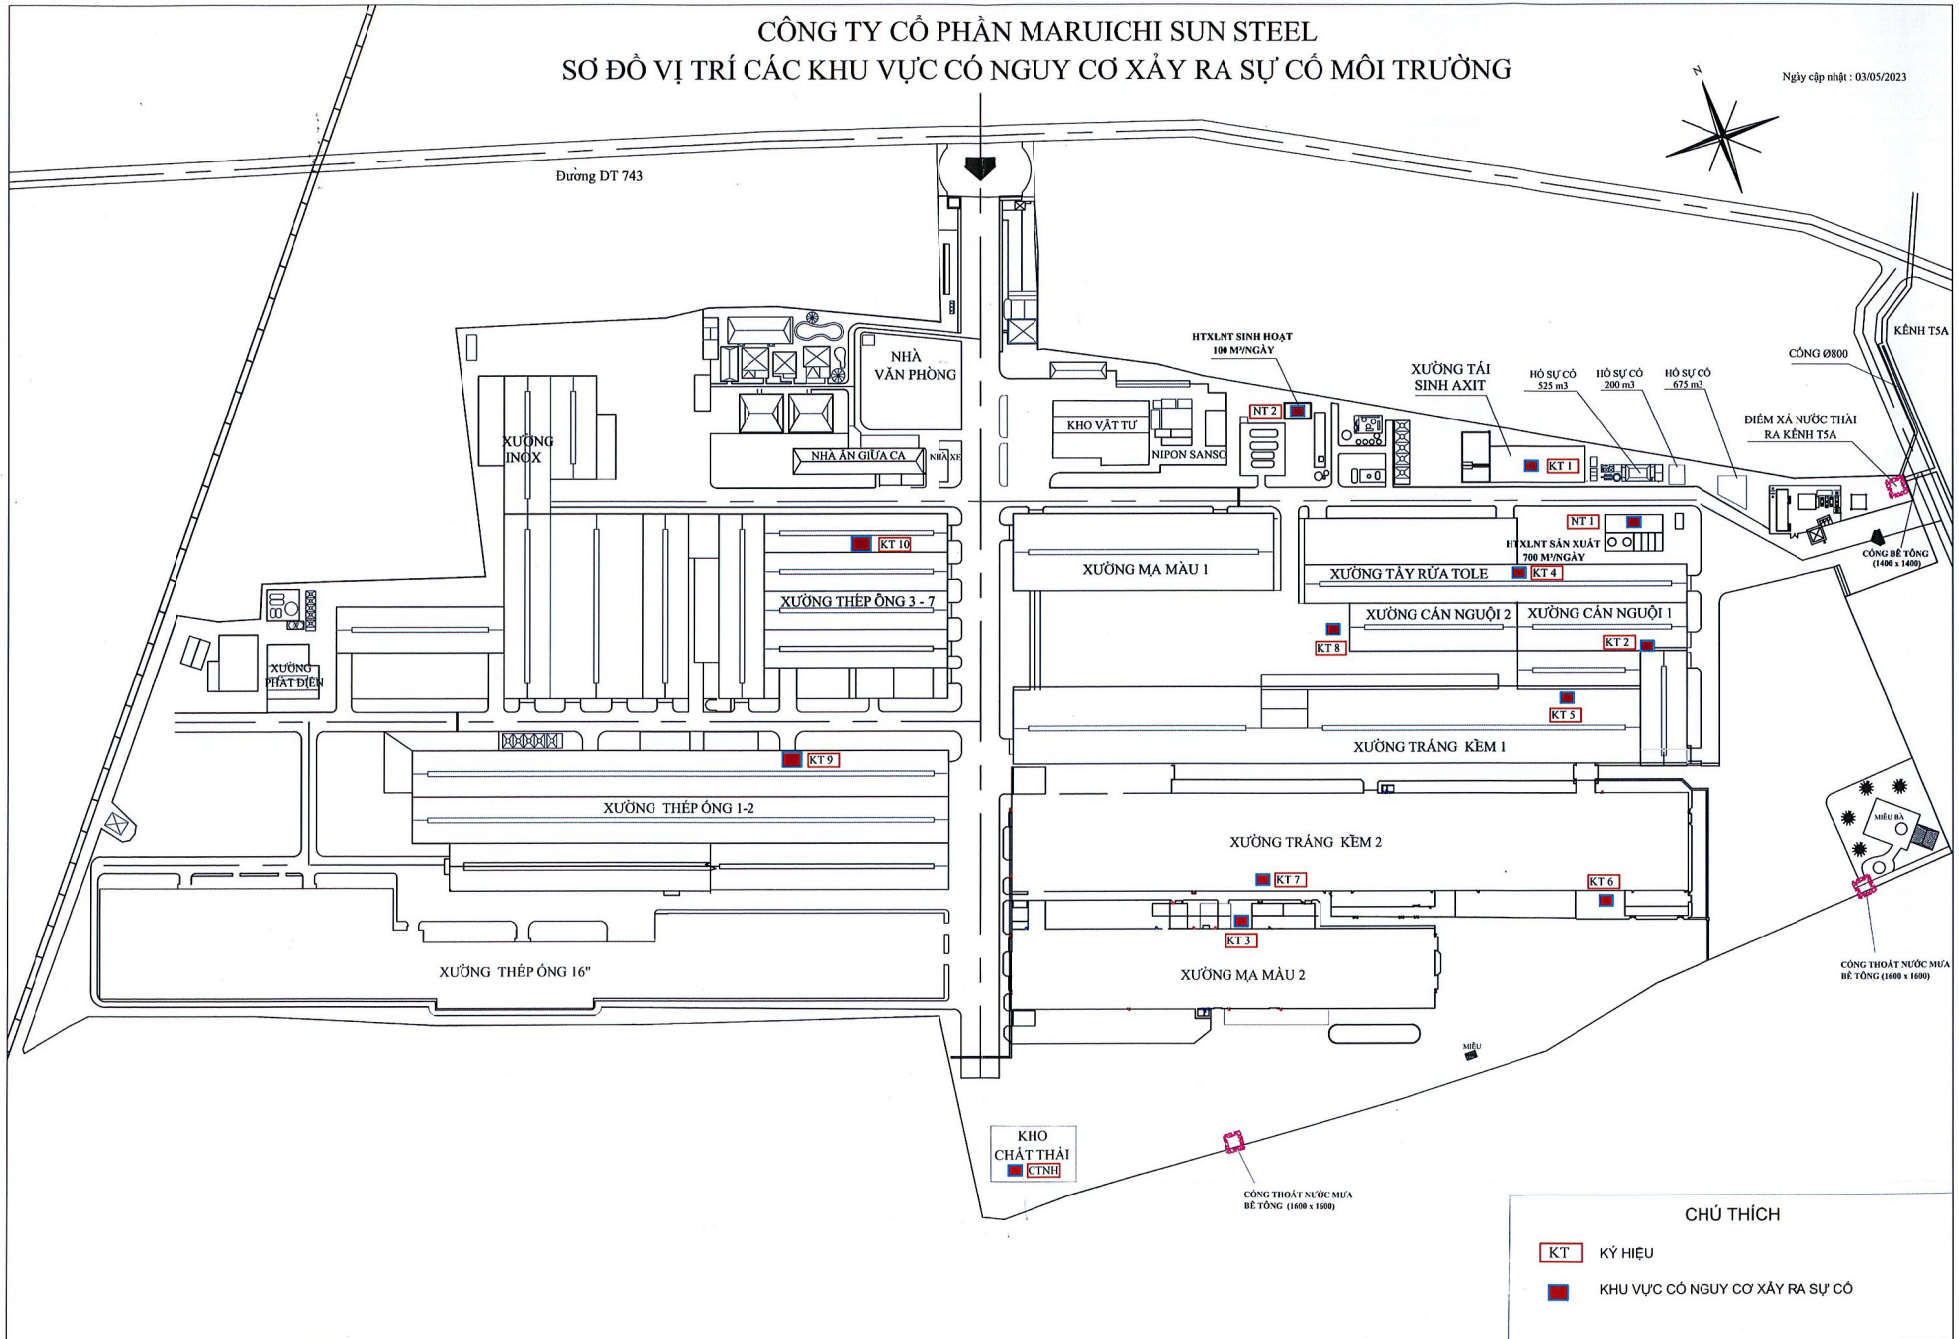 CÔNG TY CỔ PHẦN MARUICHI SUN STEEL
SƠ ĐỒ VỊ TRÍ CÁC KHU VỰC CÓ NGUY CƠ XẢY RA SỰ CỐ MÔI TRƯỜNG
Ngày cập nhật : 03/05/2023
N
Đường DT 743
KÊNH T5A
CỐNG Ø800
ĐIỂM XẢ NƯỚC THẢI
RA KÊNH T5A
HTXLNT SINH HOẠT
100 M³/NGÀY
XƯỞNG TÁI
SINH AXIT
HỐ SỰ CỐ
525 m3
HỐ SỰ CỐ
200 m3
HỐ SỰ CỐ
675 m3
NHÀ
VĂN PHÒNG
NT 2
KHO VẬT TƯ
NIPON SANSO
KT 1
XƯỞNG
INOX
NHÀ ĂN GIỮA CA
NHÀ XE
NT 1
HTXLNT SẢN XUẤT
700 M³/NGÀY
CỐNG BÊ TÔNG
(1400 x 1400)
KT 10
XƯỞNG MẠ MÀU 1
XƯỞNG TẨY RỬA TOLE
KT 4
XƯỞNG THÉP ỐNG 3 - 7
XƯỞNG CÁN NGUỘI 2
XƯỞNG CÁN NGUỘI 1
KT 8
KT 2
XƯỞNG
PHÁT ĐIỆN
KT 5
XƯỞNG TRÁNG KẼM 1
KT 9
XƯỞNG THÉP ỐNG 1-2
XƯỞNG TRÁNG KẼM 2
MIẾU BÀ
KT 7
KT 6
KT 3
XƯỞNG THÉP ỐNG 16"
XƯỞNG MẠ MÀU 2
CỐNG THOÁT NƯỚC MƯA
BÊ TÔNG (1600 x 1600)
MIẾU
KHO
CHẤT THẢI
CTNH
CỐNG THOÁT NƯỚC MƯA
BÊ TÔNG (1600 x 1600)
CHÚ THÍCH
KT KÝ HIỆU
KHU VỰC CÓ NGUY CƠ XẢY RA SỰ CỐ